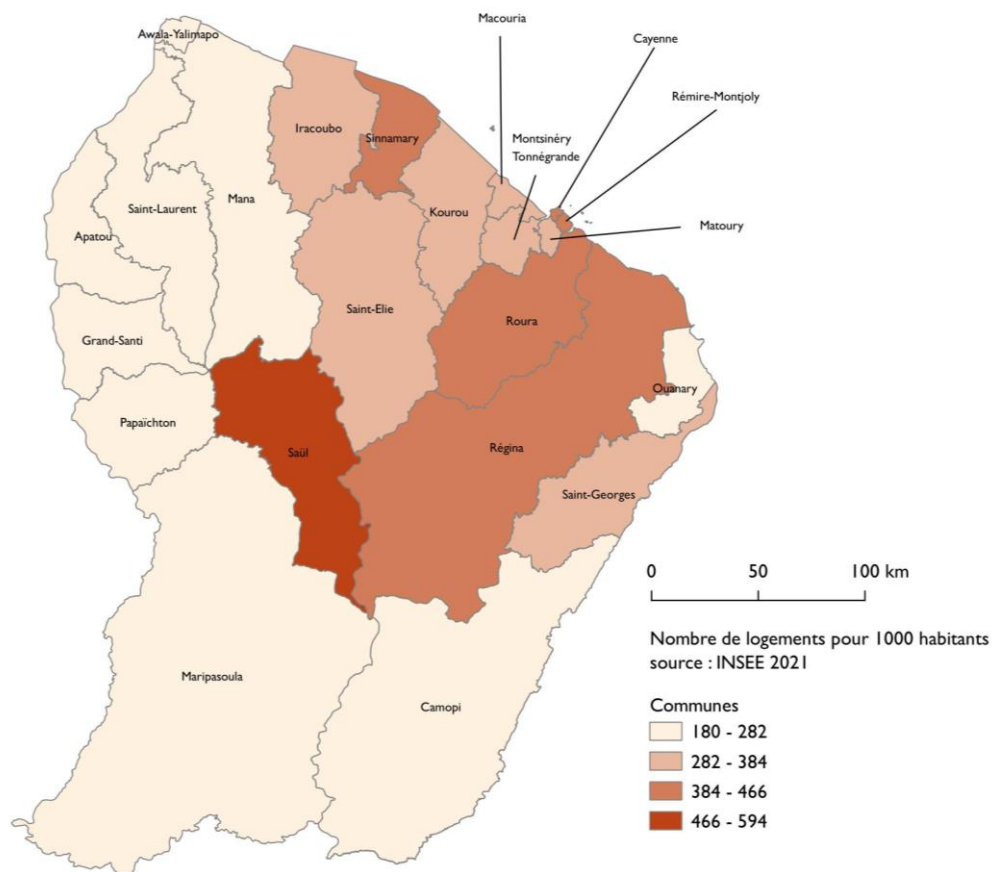 Macouria
Cayenne
Awala-Yalimapo
Rémire-Montjoly
Iracoubo
Sinnamary
Montsinéry
Tonnégrande
Mana
Saint-Laurent
Kourou
Matoury
Apatou
Saint-Elie
Roura
Grand-Santi
Ouanary
Papaïchton
Régina
Saül
Saint-Georges
0 50 100 km
Nombre de logements pour 1000 habitants
source : INSEE 2021
Maripasoula
Camopi
Communes
180 - 282
282 - 384
384 - 466
466 - 594